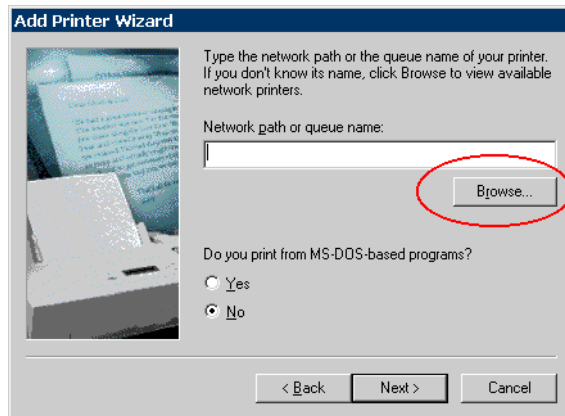 Add Printer Wizard
Type the network path or the queue name of your printer.
If you don't know its name, click Browse to view available
network printers.
Network path or queue name:
Browse...
Do you print from MS-DOS-based programs?
Yes
No
< Back
Next >
Cancel